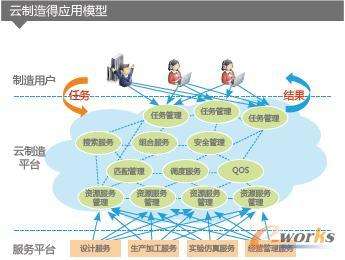 云制造得应用模型
制造用户
任务
结果
任务管理
任务管理
任务管理
搜索服务
组合服务
安全管理
云制造
平台
匹配管理
调度服务
QOS
资源服务
管理
资源服务
管理
资源服务
管理
资源服务
管理
服务平台
设计服务
生产加工服务
实验仿真服务
经营管理服务
e-works